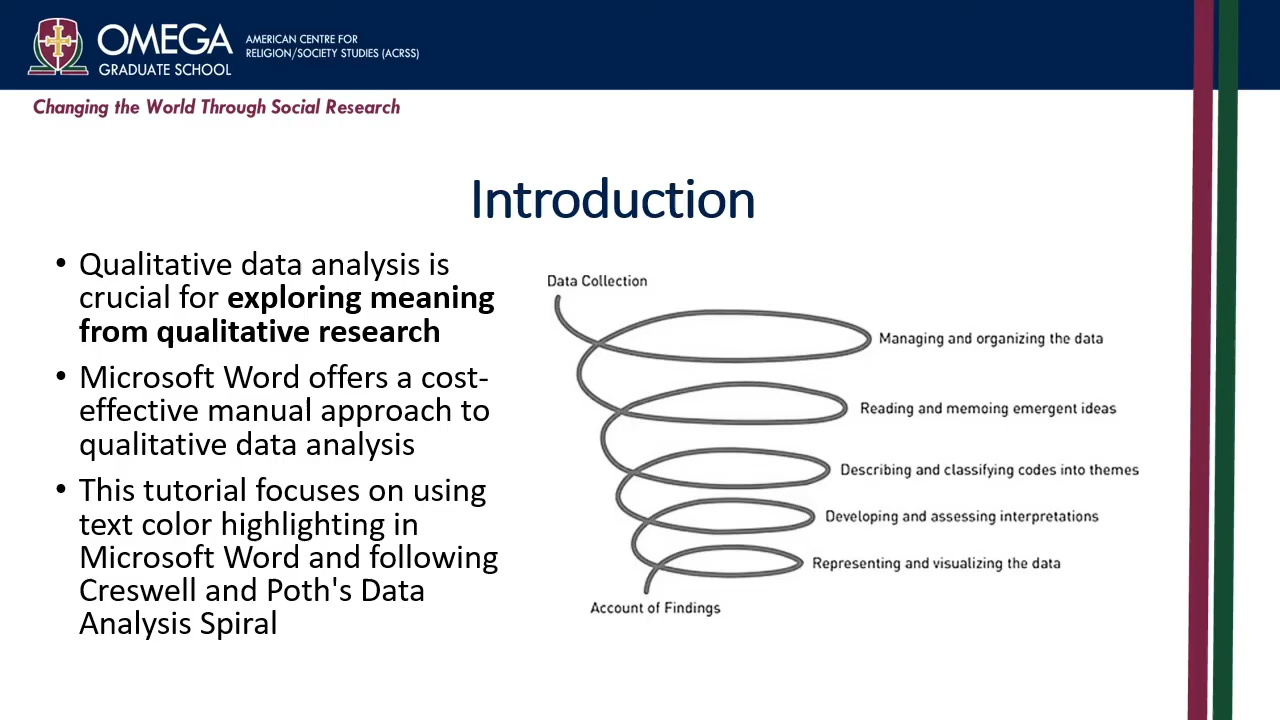 OMEGA
GRADUATE SCHOOL
AMERICAN CENTRE FOR
RELIGION/SOCIETY STUDIES (ACRSS)
Changing the World Through Social Research
Introduction
• Qualitative data analysis is
crucial for exploring meaning
from qualitative research
• Microsoft Word offers a cost-
effective manual approach to
qualitative data analysis
• This tutorial focuses on using
text color highlighting in
Microsoft Word and following
Creswell and Poth's Data
Analysis Spiral
Data Collection
Managing and organizing the data
Reading and memoing emergent ideas
Describing and classifying codes into themes
Developing and assessing interpretations
Representing and visualizing the data
Account of Findings